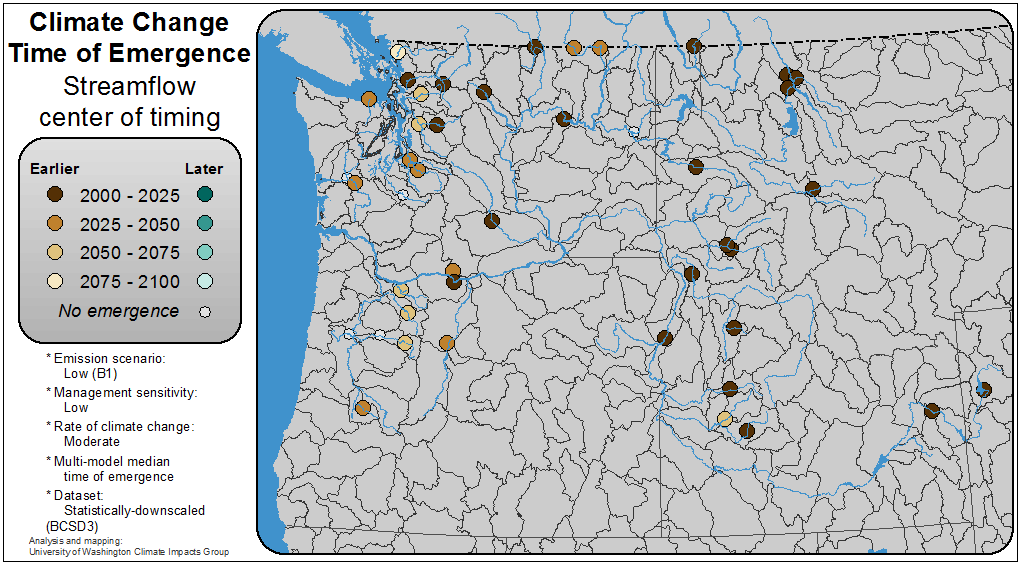 Climate Change
Time of Emergence
Streamflow
center of timing
Earlier Later
2000 - 2025
2025 - 2050
2050 - 2075
2075 - 2100
No emergence
* Emission scenario:
Low (B1)
* Management sensitivity:
Low
* Rate of climate change:
Moderate
* Multi-model median
time of emergence
* Dataset:
Statistically-downscaled
(BCSD3)
Analysis and mapping:
University of Washington Climate Impacts Group